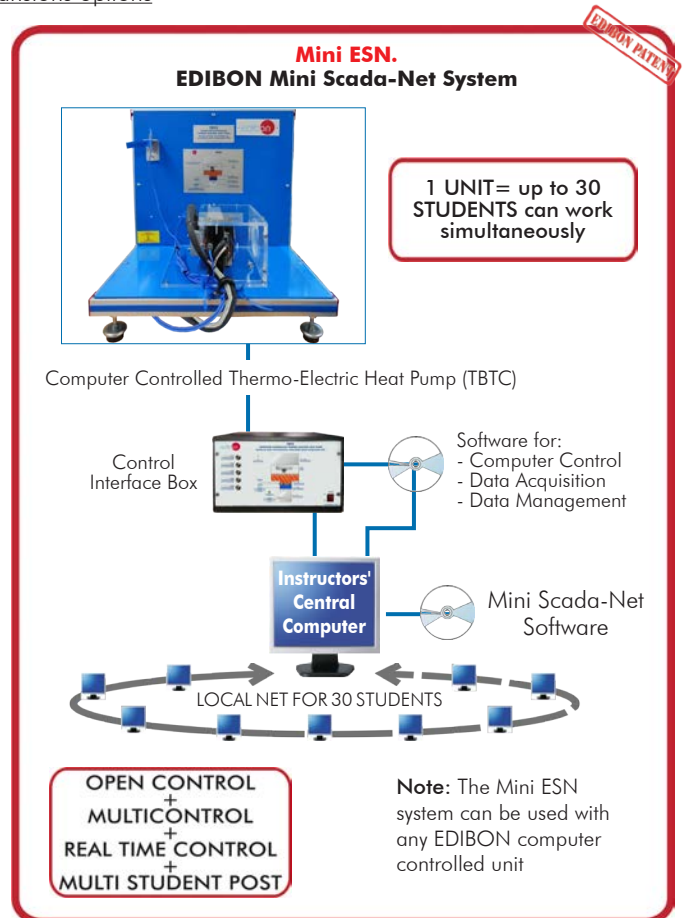 EDIBON PATENT
Mini ESN.
EDIBON Mini Scada-Net System
1 UNIT= up to 30
STUDENTS can work
simultaneously
Computer Controlled Thermo-Electric Heat Pump (TBTC)
Control
Interface Box
Software for:
- Computer Control
- Data Acquisition
- Data Management
Instructors'
Central
Computer
Mini Scada-Net
Software
LOCAL NET FOR 30 STUDENTS
OPEN CONTROL
+
MULTICONTROL
+
REAL TIME CONTROL
+
MULTI STUDENT POST
Note: The Mini ESN
system can be used with
any EDIBON computer
controlled unit